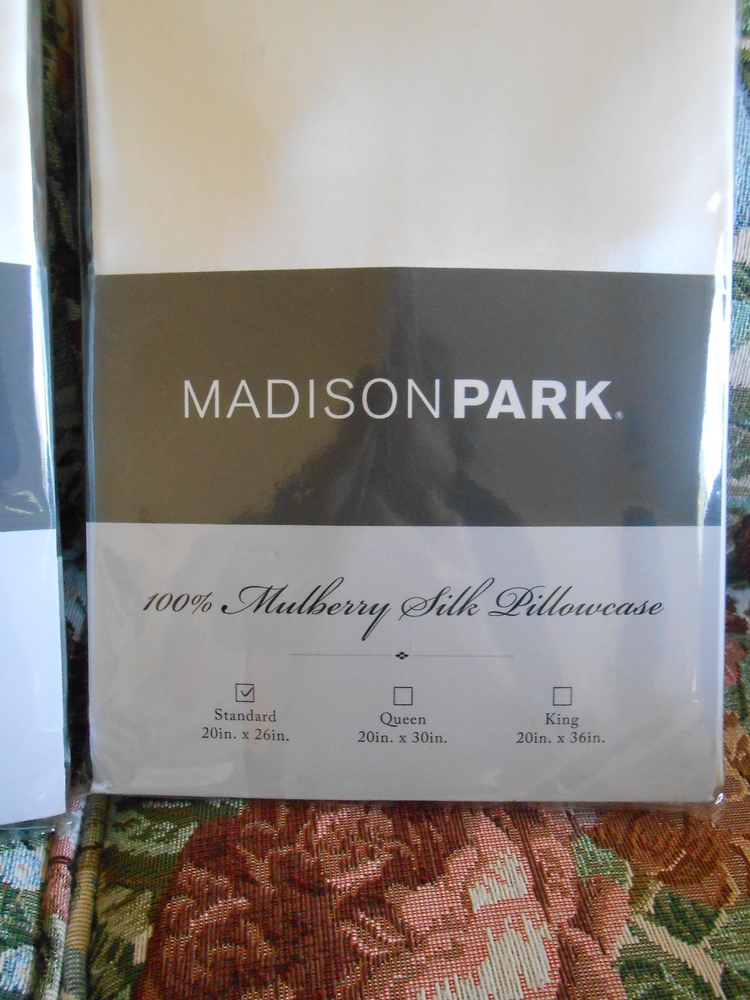 MADISONPARK®
100% Mulberry Silk Pillowcase
☑ ☐ ☐
Standard Queen King
20in. x 26in. 20in. x 30in. 20in. x 36in.